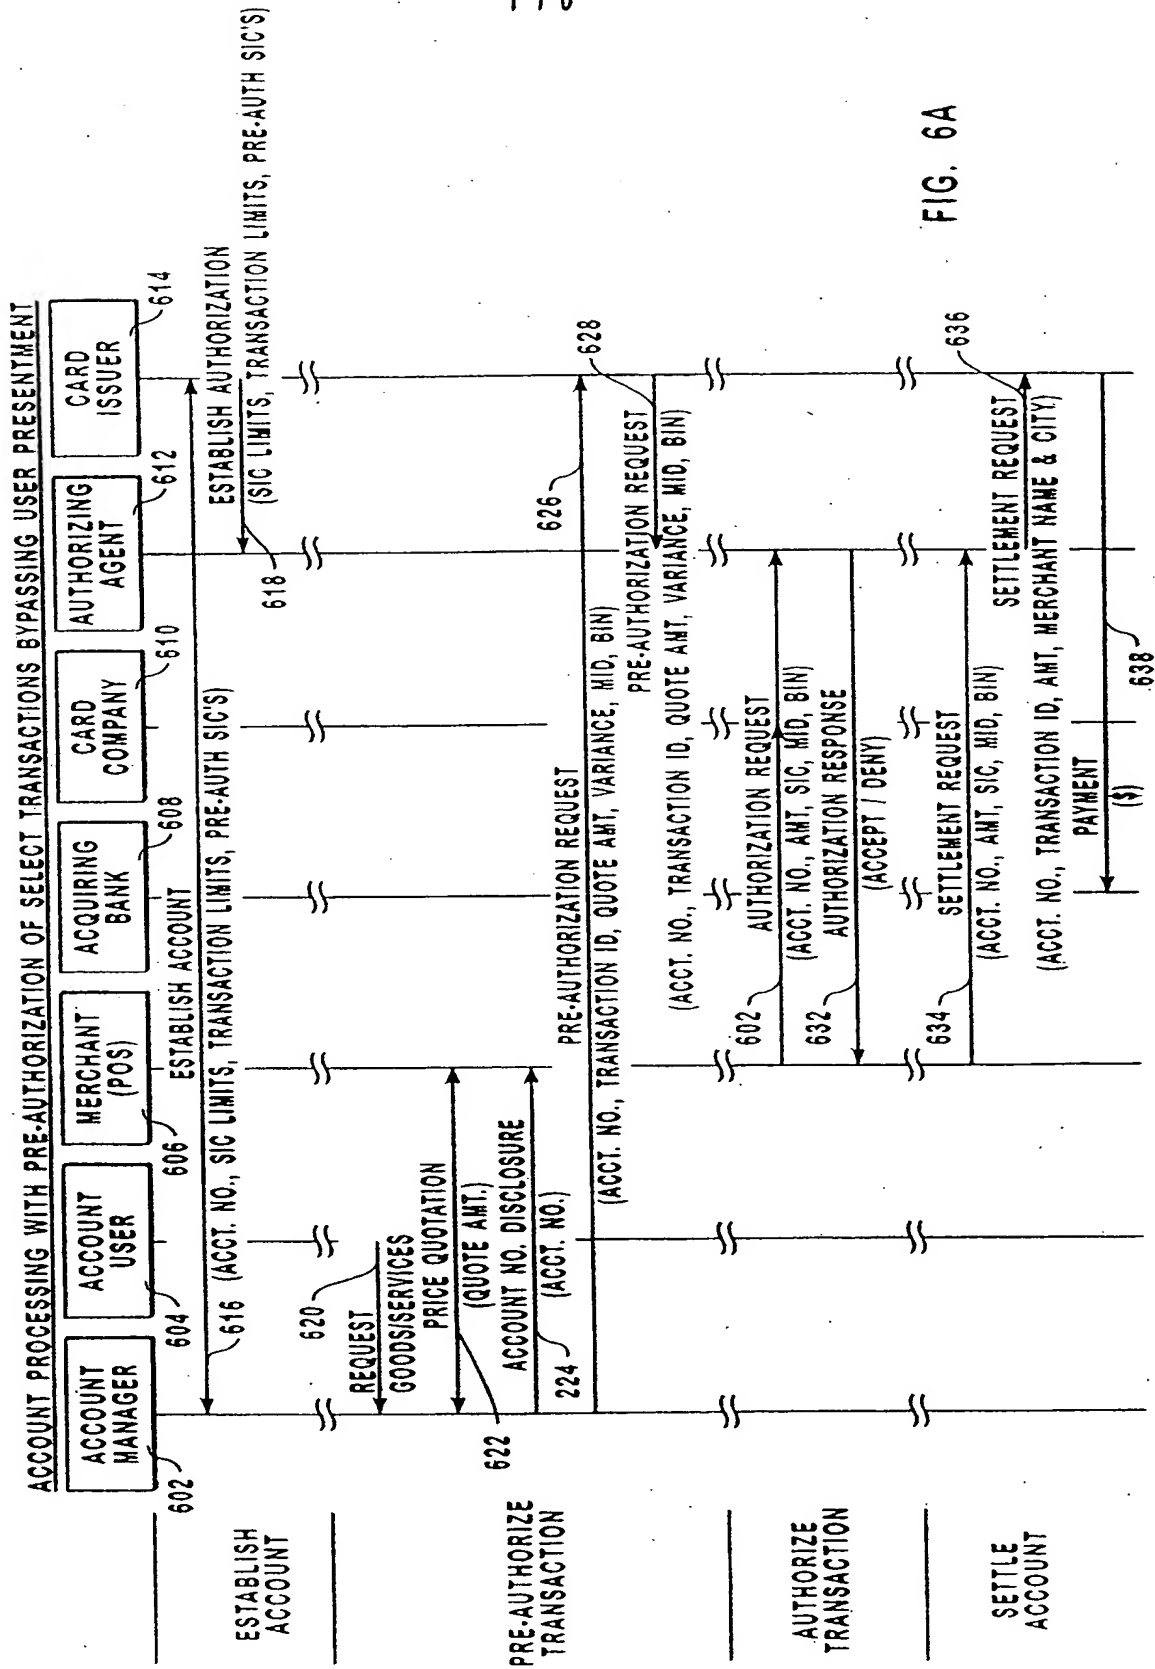 ACCOUNT PROCESSING WITH PRE-AUTHORIZATION OF SELECT TRANSACTIONS BYPASSING USER PRESENTMENT
ACCOUNT
MANAGER
602
ACCOUNT
USER
604
MERCHANT
(POS)
606
ACQUIRING
BANK
608
CARD
COMPANY
610
AUTHORIZING
AGENT
612
CARD
ISSUER
614
ESTABLISH
ACCOUNT
ESTABLISH ACCOUNT
616 (ACCT. NO., SIC LIMITS, TRANSACTION LIMITS, PRE-AUTH SIC'S)
ESTABLISH AUTHORIZATION
(SIC LIMITS, TRANSACTION LIMITS, PRE-AUTH SIC'S)
618
PRE-AUTHORIZE
TRANSACTION
620
REQUEST
GOODS/SERVICES
PRICE QUOTATION
(QUOTE AMT.)
622
ACCOUNT NO. DISCLOSURE
(ACCT. NO.)
224
PRE-AUTHORIZATION REQUEST
626
(ACCT. NO., TRANSACTION ID, QUOTE AMT, VARIANCE, MID, BIN)
628
PRE-AUTHORIZATION REQUEST
(ACCT. NO., TRANSACTION ID, QUOTE AMT, VARIANCE, MID, BIN)
AUTHORIZE
TRANSACTION
602
AUTHORIZATION REQUEST
(ACCT. NO., AMT, SIC, MID, BIN)
632
AUTHORIZATION RESPONSE
(ACCEPT / DENY)
SETTLE
ACCOUNT
634
SETTLEMENT REQUEST
(ACCT. NO., AMT, SIC, MID, BIN)
636
SETTLEMENT REQUEST
(ACCT. NO., TRANSACTION ID, AMT, MERCHANT NAME & CITY)
PAYMENT
($)
638
FIG. 6A